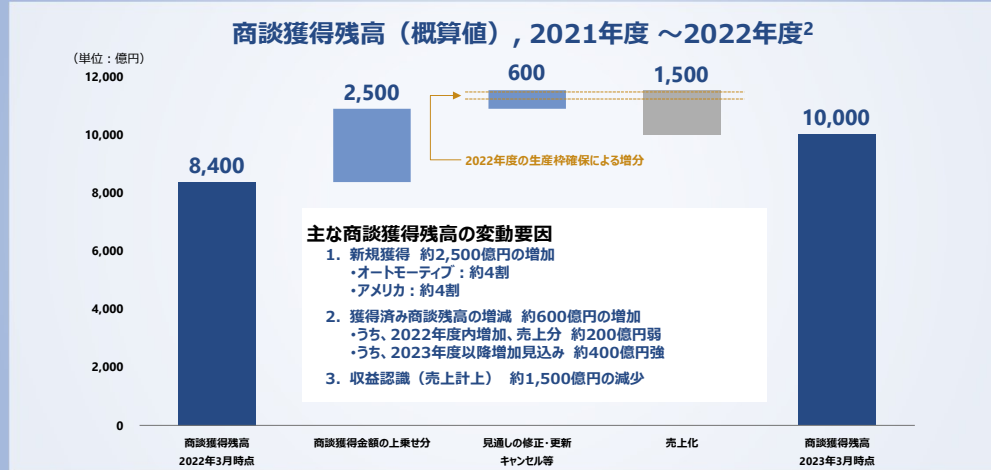 商談獲得残高（概算値）, 2021年度 ～2022年度2
（単位：億円）
12,000
10,000
8,000
6,000
4,000
2,000
0
8,400
2,500
600
1,500
10,000
2022年度の生産枠確保による増分
主な商談獲得残高の変動要因
1. 新規獲得 約2,500億円の増加
・オートモーティブ：約4割
・アメリカ：約4割
2. 獲得済み商談残高の増減 約600億円の増加
・うち、2022年度内増加、売上分 約200億円弱
・うち、2023年度以降増加見込み 約400億円強
3. 収益認識（売上計上） 約1,500億円の減少
商談獲得残高
2022年3月時点
商談獲得金額の上乗せ分
見通しの修正・更新
キャンセル等
売上化
商談獲得残高
2023年3月時点